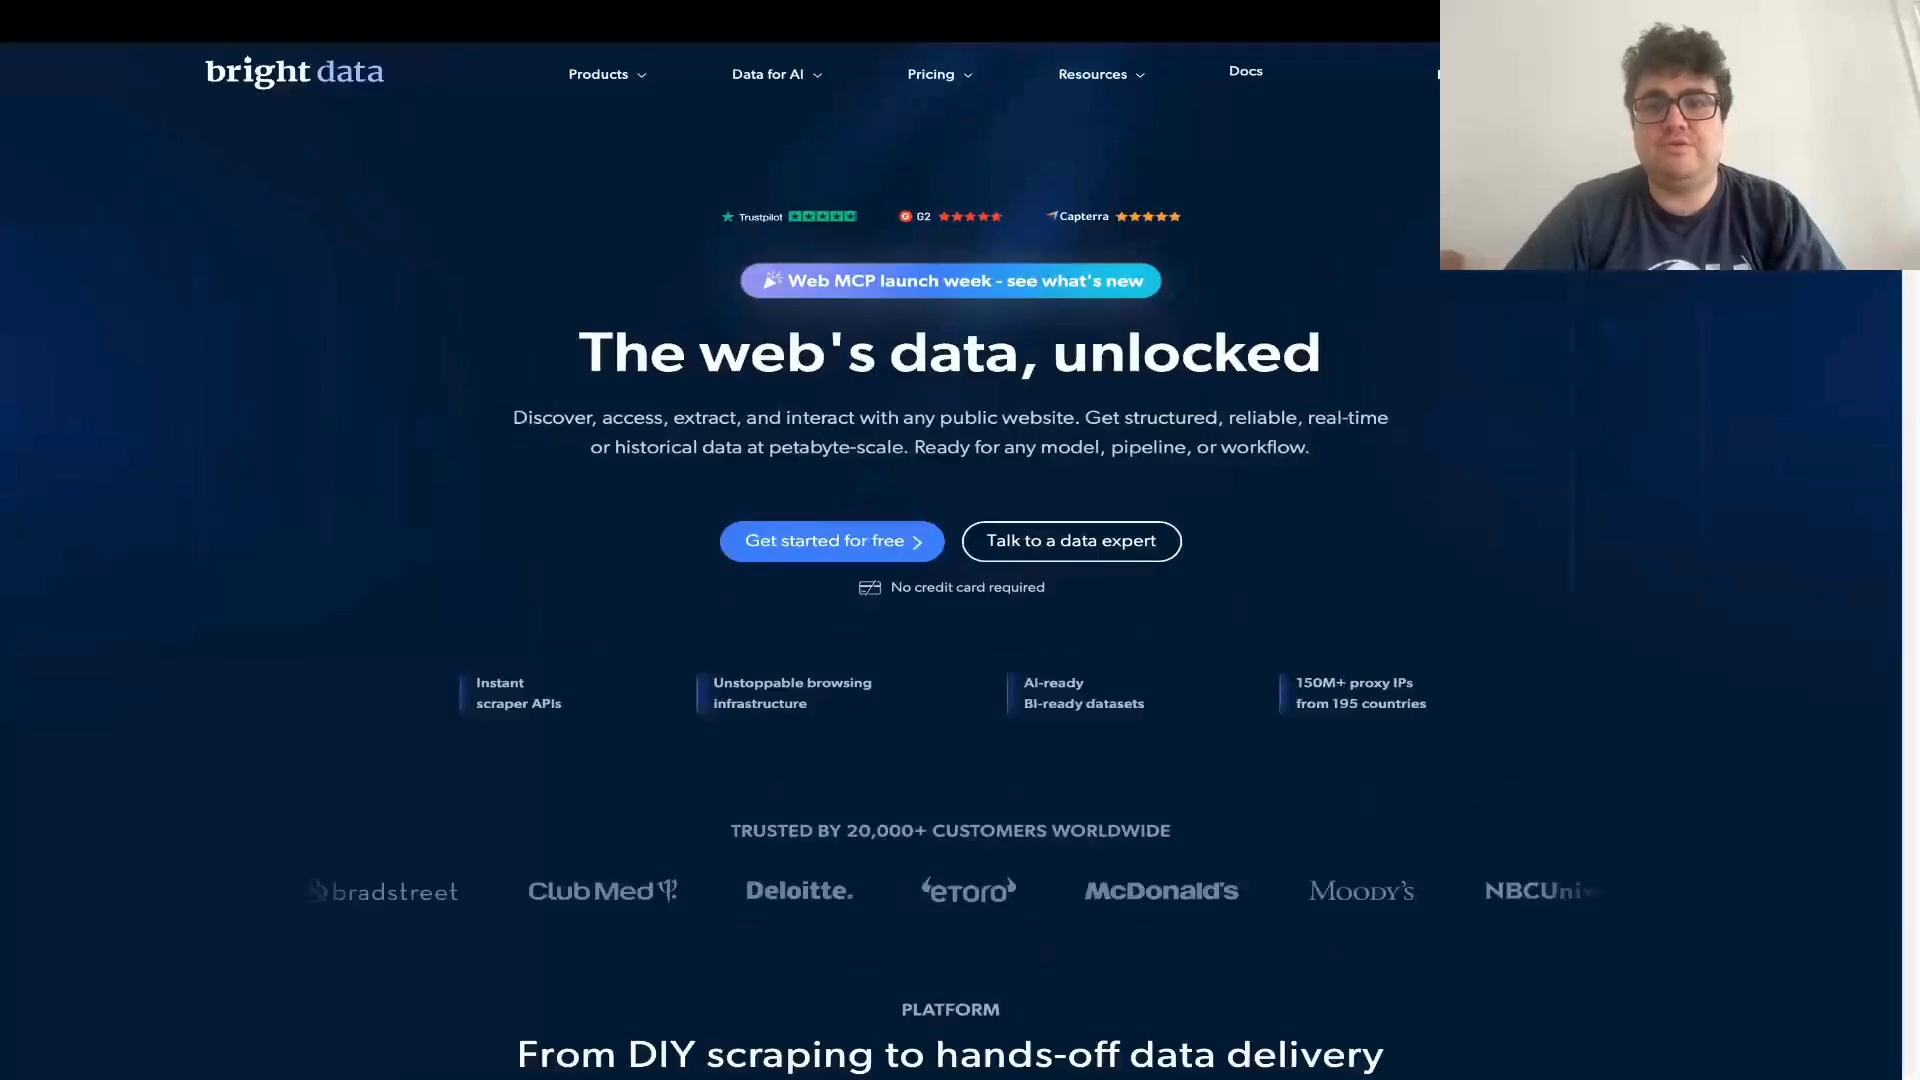 bright data
Products
Data for AI
Pricing
Resources
Docs
Trustpilot
G2
Capterra
Web MCP launch week - see what's new
The web's data, unlocked
Discover, access, extract, and interact with any public website. Get structured, reliable, real-time
or historical data at petabyte-scale. Ready for any model, pipeline, or workflow.
Get started for free
Talk to a data expert
No credit card required
Instant
scraper APIs
Unstoppable browsing
infrastructure
AI-ready
BI-ready datasets
150M+ proxy IPs
from 195 countries
TRUSTED BY 20,000+ CUSTOMERS WORLDWIDE
bradstreet
Club Med
Deloitte.
eToro
McDonald's
Moody's
NBCUniv
PLATFORM
From DIY scraping to hands-off data delivery